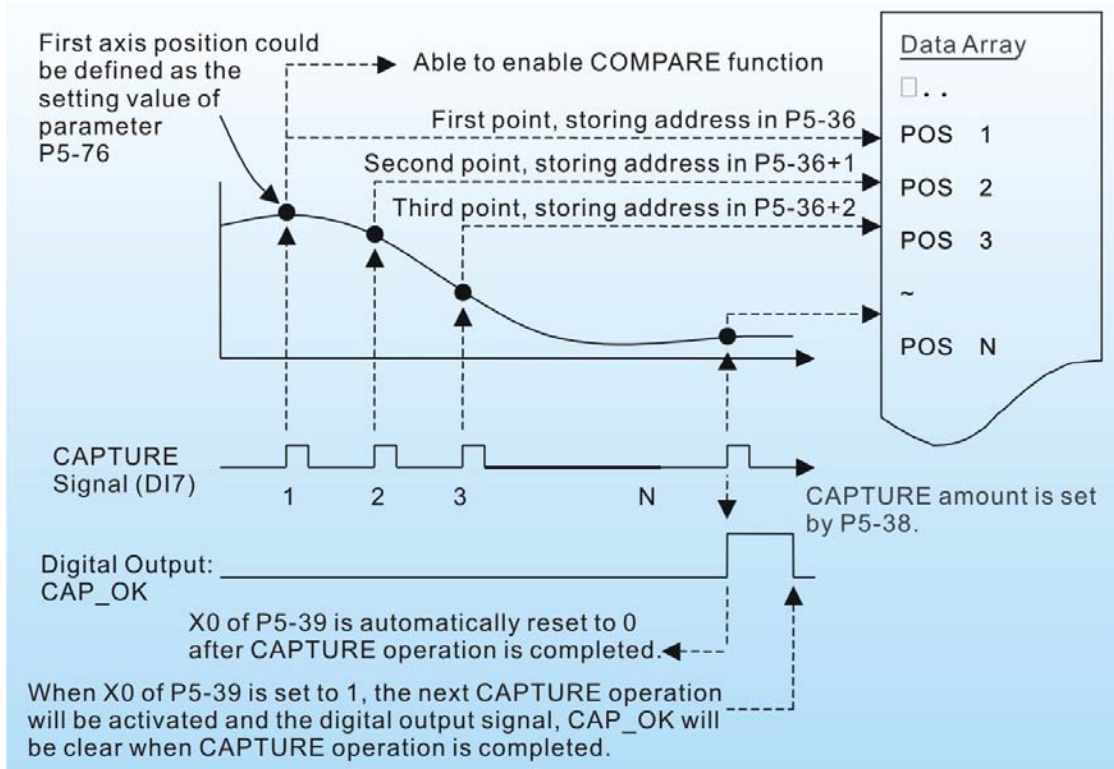 First axis position could
be defined as the
setting value of
parameter
P5-76
Able to enable COMPARE function
First point, storing address in P5-36
Second point, storing address in P5-36+1
Third point, storing address in P5-36+2
Data Array
□..
POS 1
POS 2
POS 3
~
POS N
CAPTURE
Signal (DI7)
1 2 3 N
CAPTURE amount is set
by P5-38.
Digital Output:
CAP_OK
X0 of P5-39 is automatically reset to 0
after CAPTURE operation is completed.
When X0 of P5-39 is set to 1, the next CAPTURE operation
will be activated and the digital output signal, CAP_OK will
be clear when CAPTURE operation is completed.